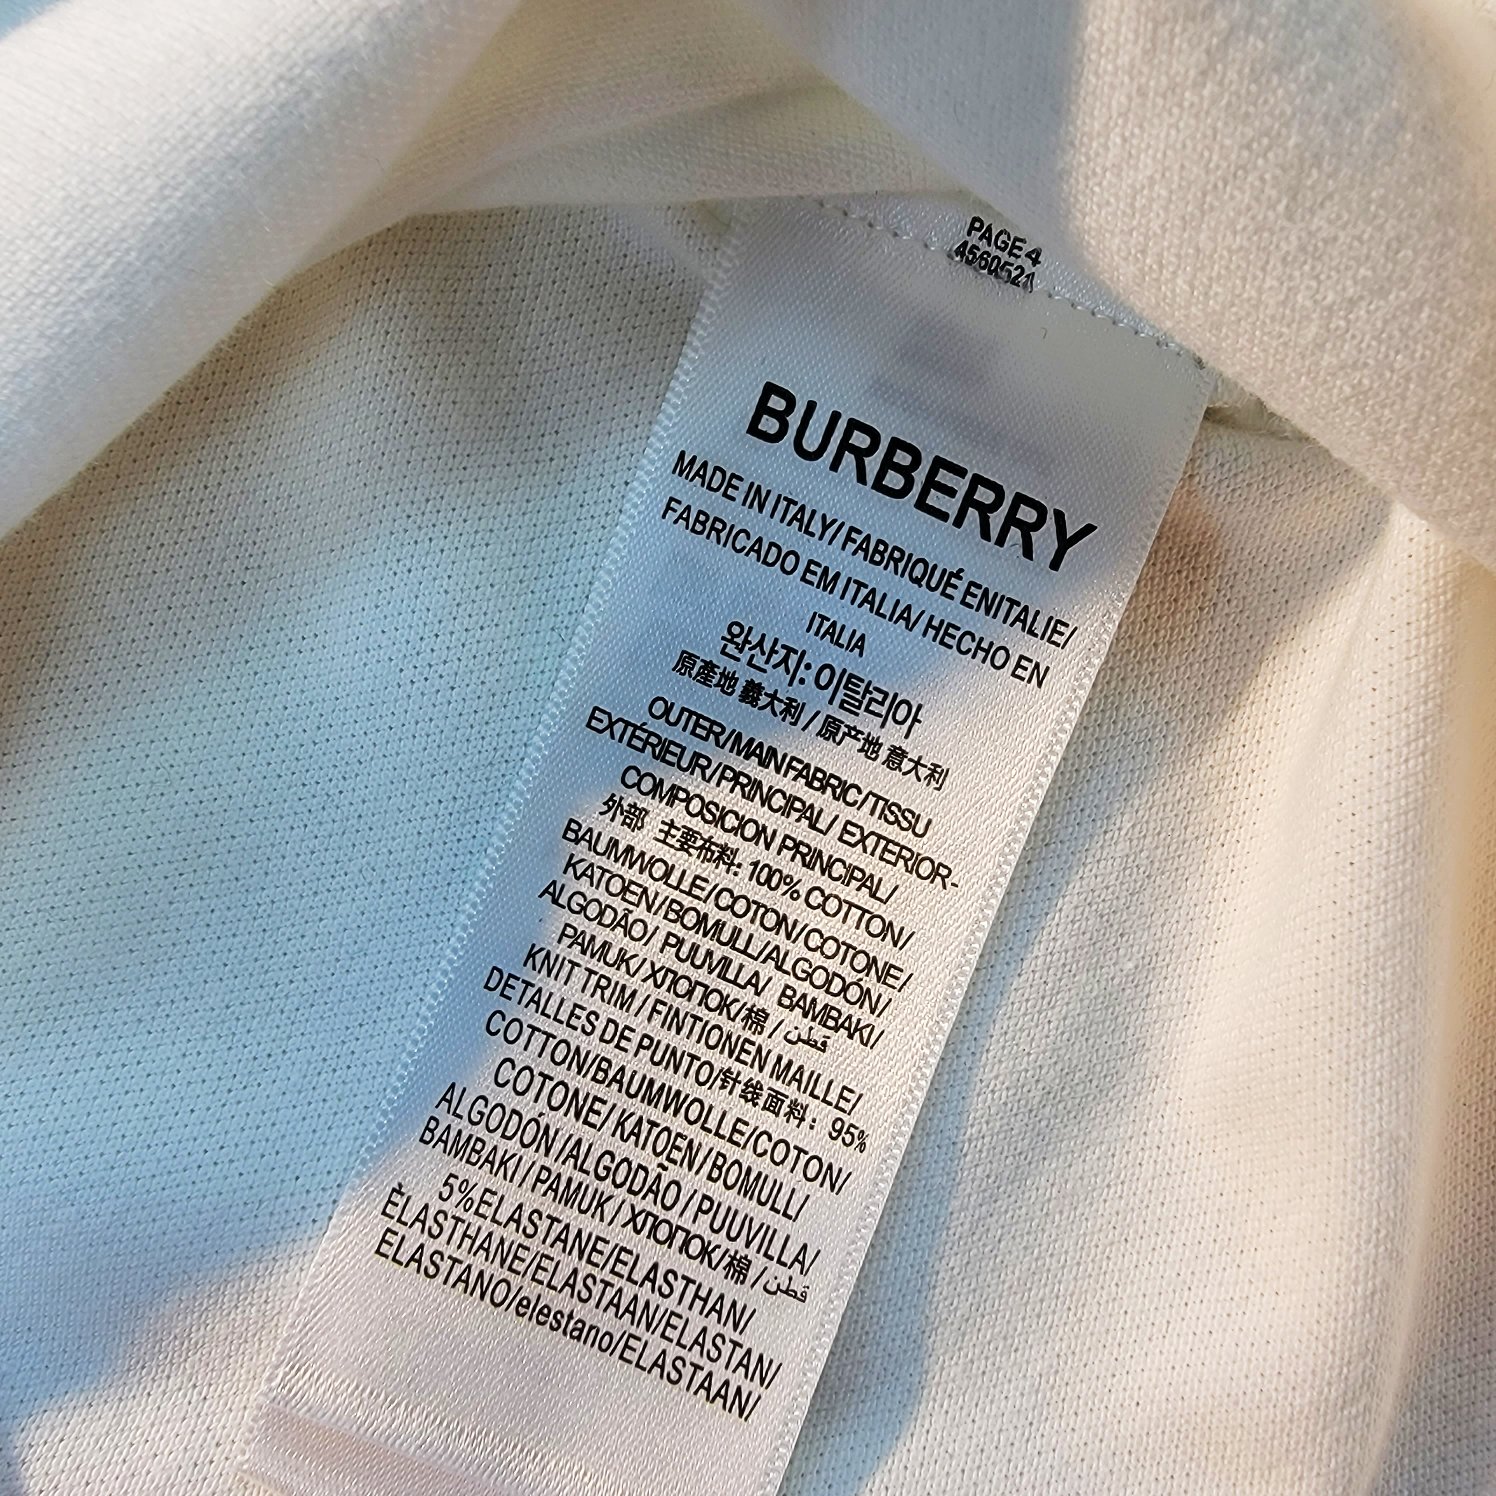 PAGE 4
4560521
BURBERRY
MADE IN ITALY/ FABRIQUÉ ENITALIE/
FABRICADO EM ITALIA/ HECHO EN
ITALIA
완산지: 이탈리아
原產地 義大利 / 原产地 意大利
OUTER/MAIN FABRIC/TISSU
EXTÉRIEUR/PRINCIPAL/ EXTERIOR-
COMPOSICION PRINCIPAL/
外部 主要布料: 100% COTTON/
BAUMWOLLE/COTON/COTONE/
KATOEN/BOMULL/ALGODÓN/
ALGODÃO/ PUUVILLA/ BAMBAKI/
PAMUK/ ХЛОПОК/棉 / قطن
KNIT TRIM / FINTIONEN MAILLE/
DETALLES DE PUNTO/针线面料: 95%
COTTON/BAUMWOLLE/COTON/
COTONE/ KATOEN/BOMULL/
ALGODÓN/ALGODÃO / PUUVILLA/
BAMBAKI / PAMUK / ХЛОПОК/棉 / قطن
5%ELASTANE/ELASTHAN/
ÈLASTHANE/ELASTAAN/ELASTAN/
ELASTANO/elestano/ELASTAAN/